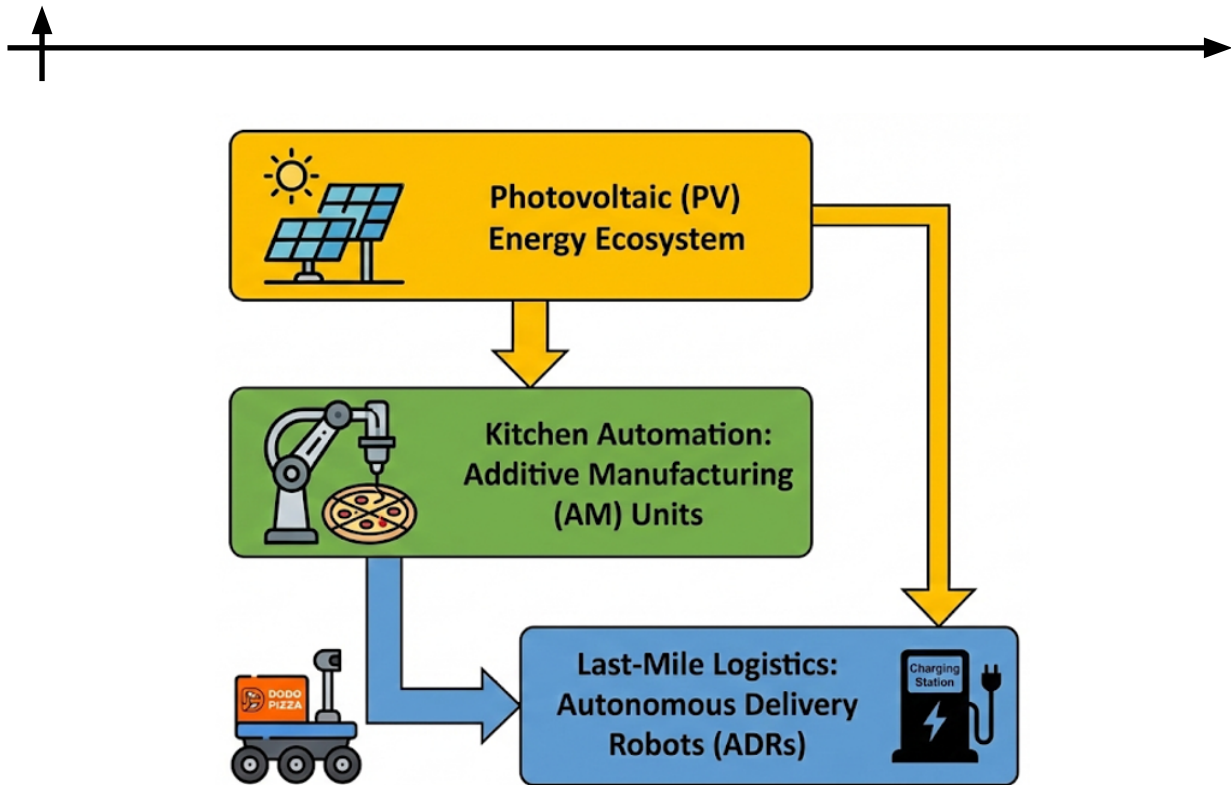 Photovoltaic (PV)
Energy Ecosystem
Kitchen Automation:
Additive Manufacturing
(AM) Units
DODO
PIZZA
Last-Mile Logistics:
Autonomous Delivery
Robots (ADRs)
Charging
Station